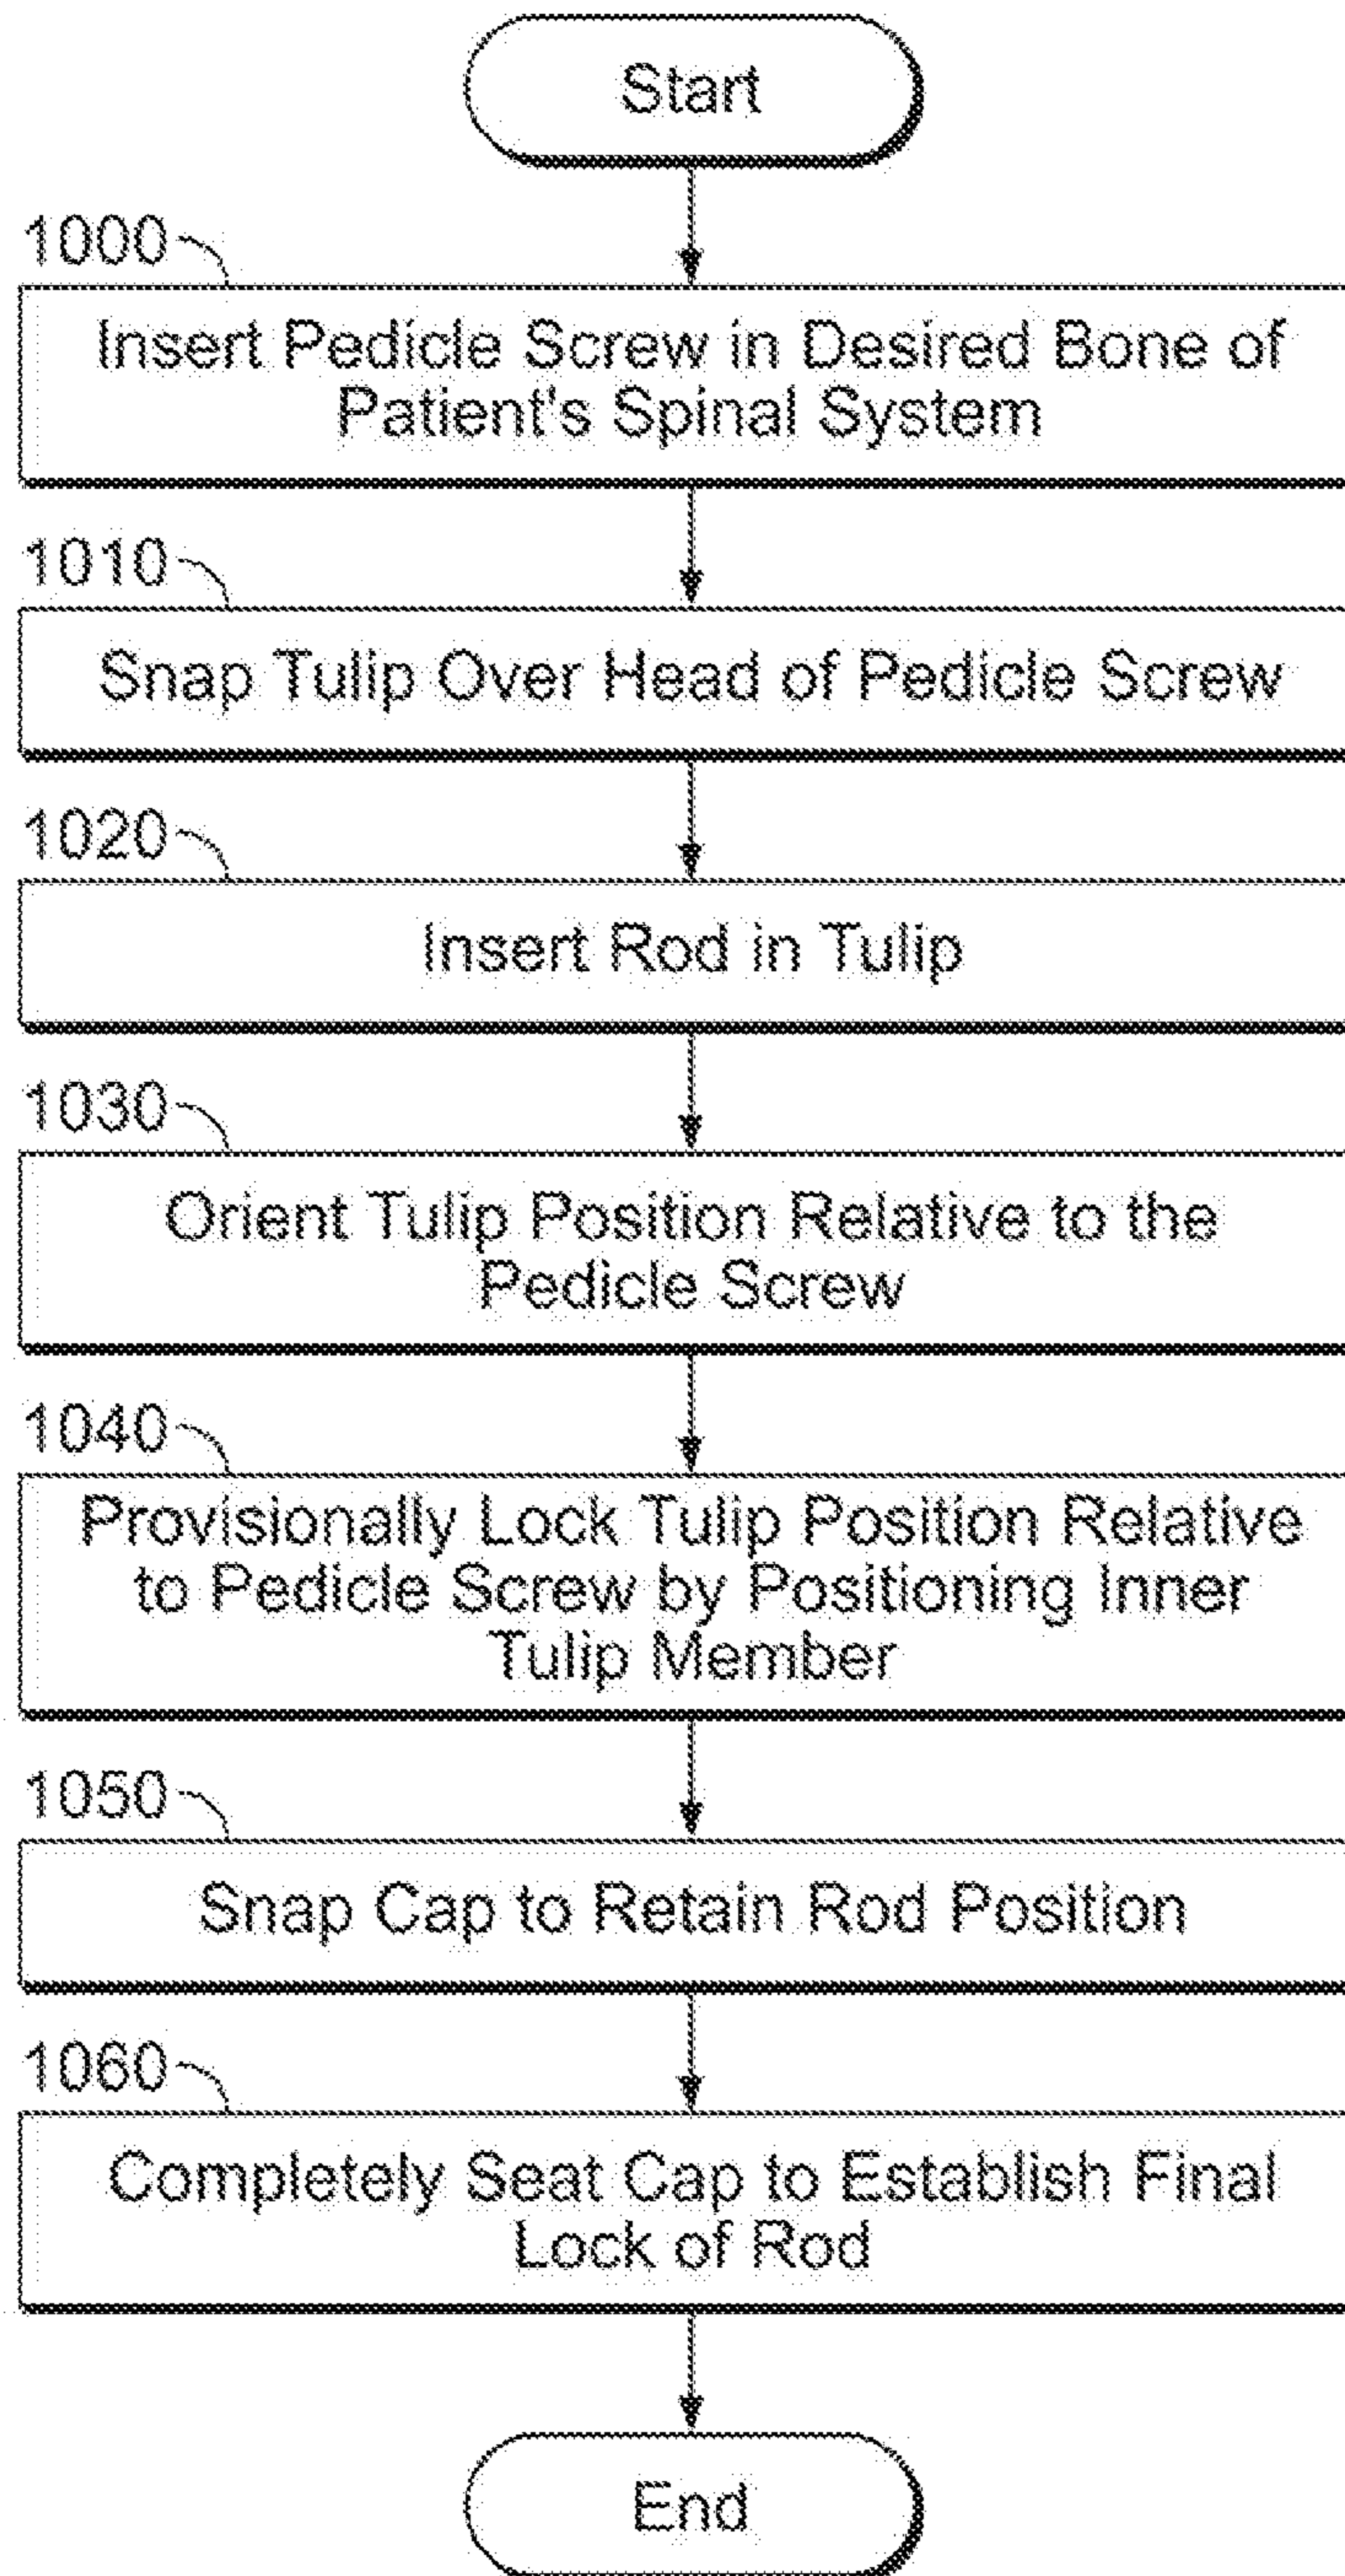 Start
1000
Insert Pedicle Screw in Desired Bone of
Patient's Spinal System
1010
Snap Tulip Over Head of Pedicle Screw
1020
Insert Rod in Tulip
1030
Orient Tulip Position Relative to the
Pedicle Screw
1040
Provisionally Lock Tulip Position Relative
to Pedicle Screw by Positioning Inner
Tulip Member
1050
Snap Cap to Retain Rod Position
1060
Completely Seat Cap to Establish Final
Lock of Rod
End